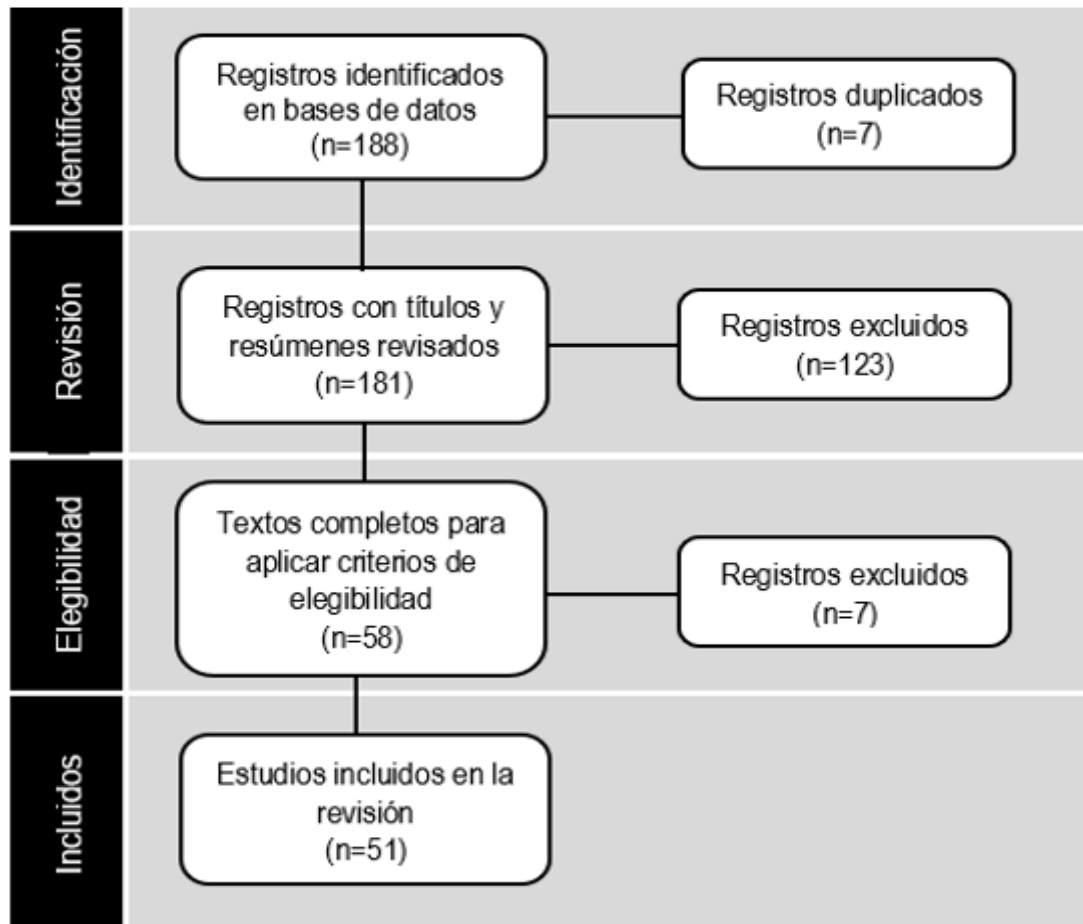 Identificación
Registros identificados
en bases de datos
(n=188)
Registros duplicados
(n=7)
Revisión
Registros con títulos y
resúmenes revisados
(n=181)
Registros excluidos
(n=123)
Elegibilidad
Textos completos para
aplicar criterios de
elegibilidad
(n=58)
Registros excluidos
(n=7)
Incluidos
Estudios incluidos en la
revisión
(n=51)